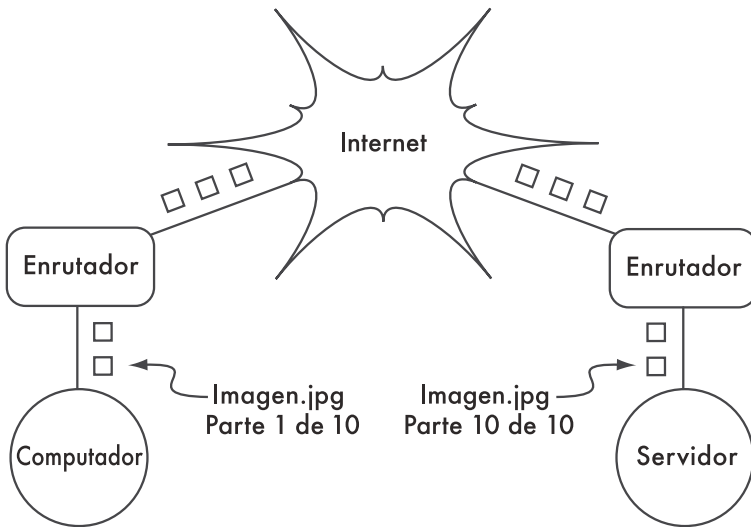 Internet
Enrutador
Enrutador
Imagen.jpg
Parte 1 de 10
Imagen.jpg
Parte 10 de 10
Computador
Servidor